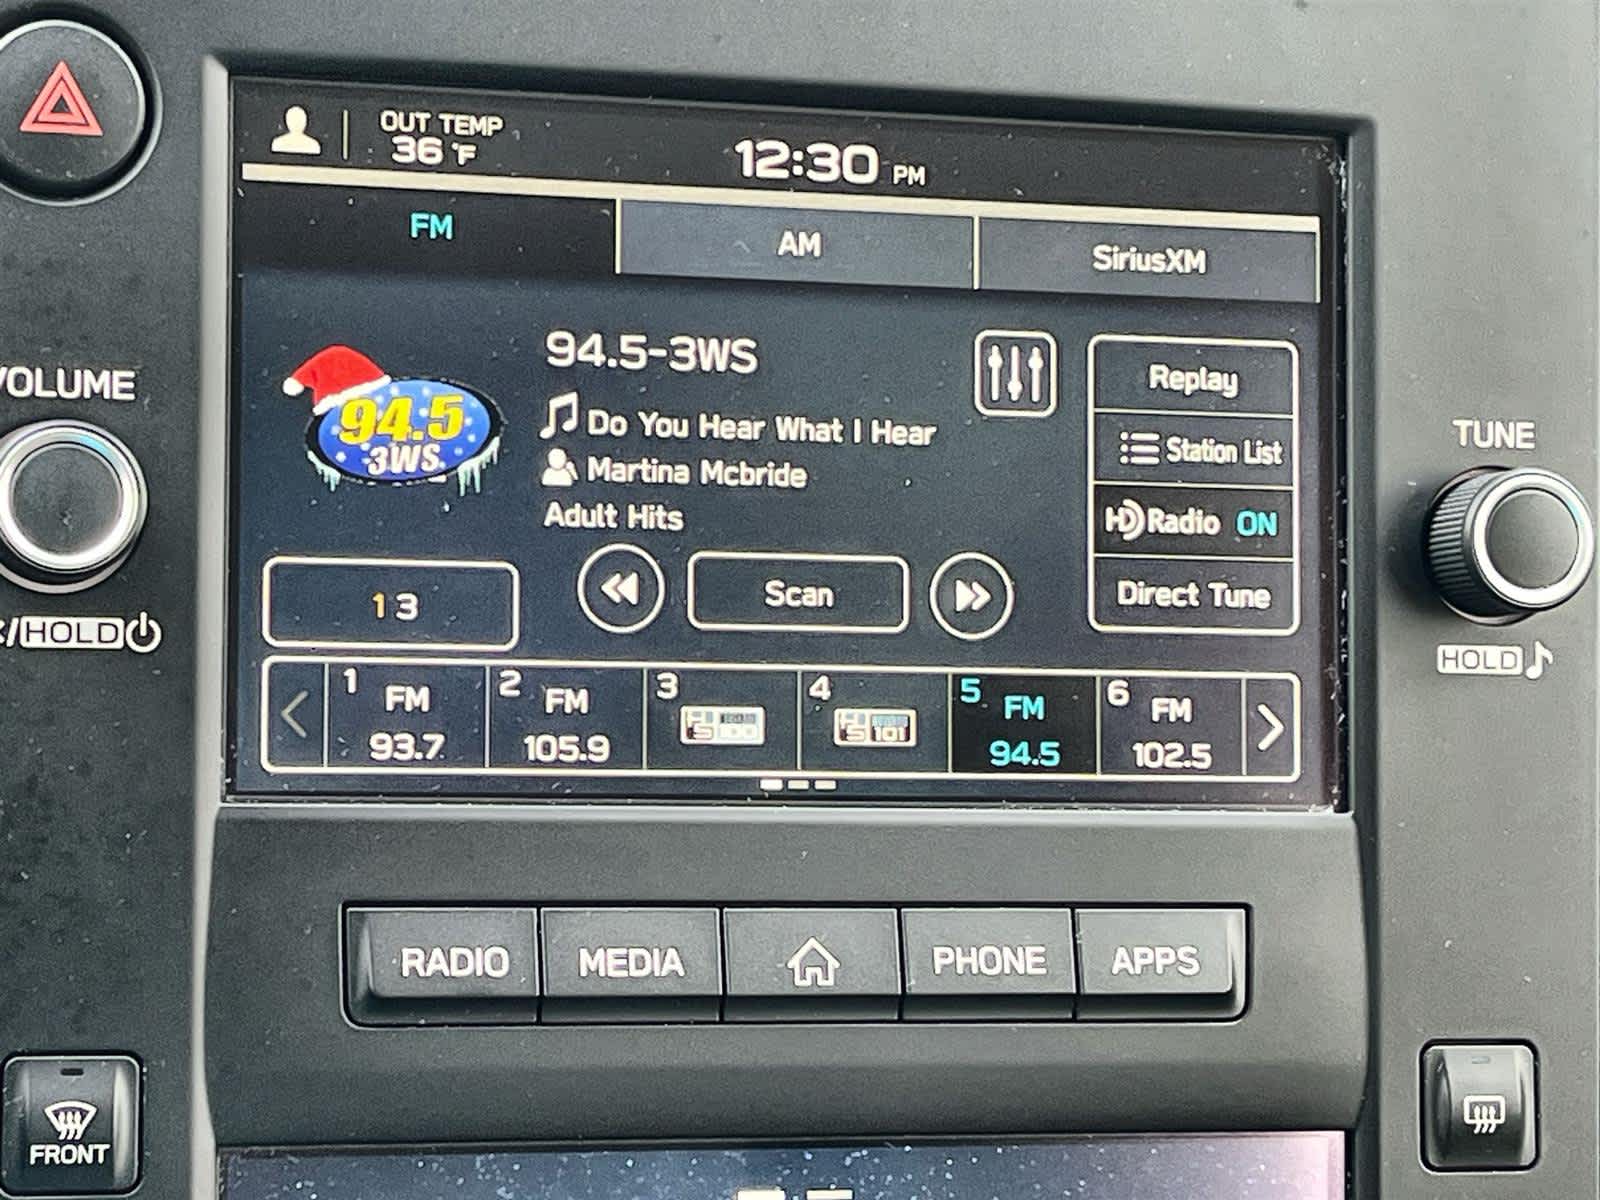 OUT TEMP
36 °F
12:30 PM
FM
AM
SiriusXM
94.5
3WS
94.5-3WS
Do You Hear What I Hear
Martina Mcbride
Adult Hits
Replay
Station List
HD Radio ON
Direct Tune
1 3
Scan
1 FM
93.7
2 FM
105.9
3
4
101
5 FM
94.5
6 FM
102.5
VOLUME
/HOLD
TUNE
HOLD
RADIO
MEDIA
PHONE
APPS
FRONT